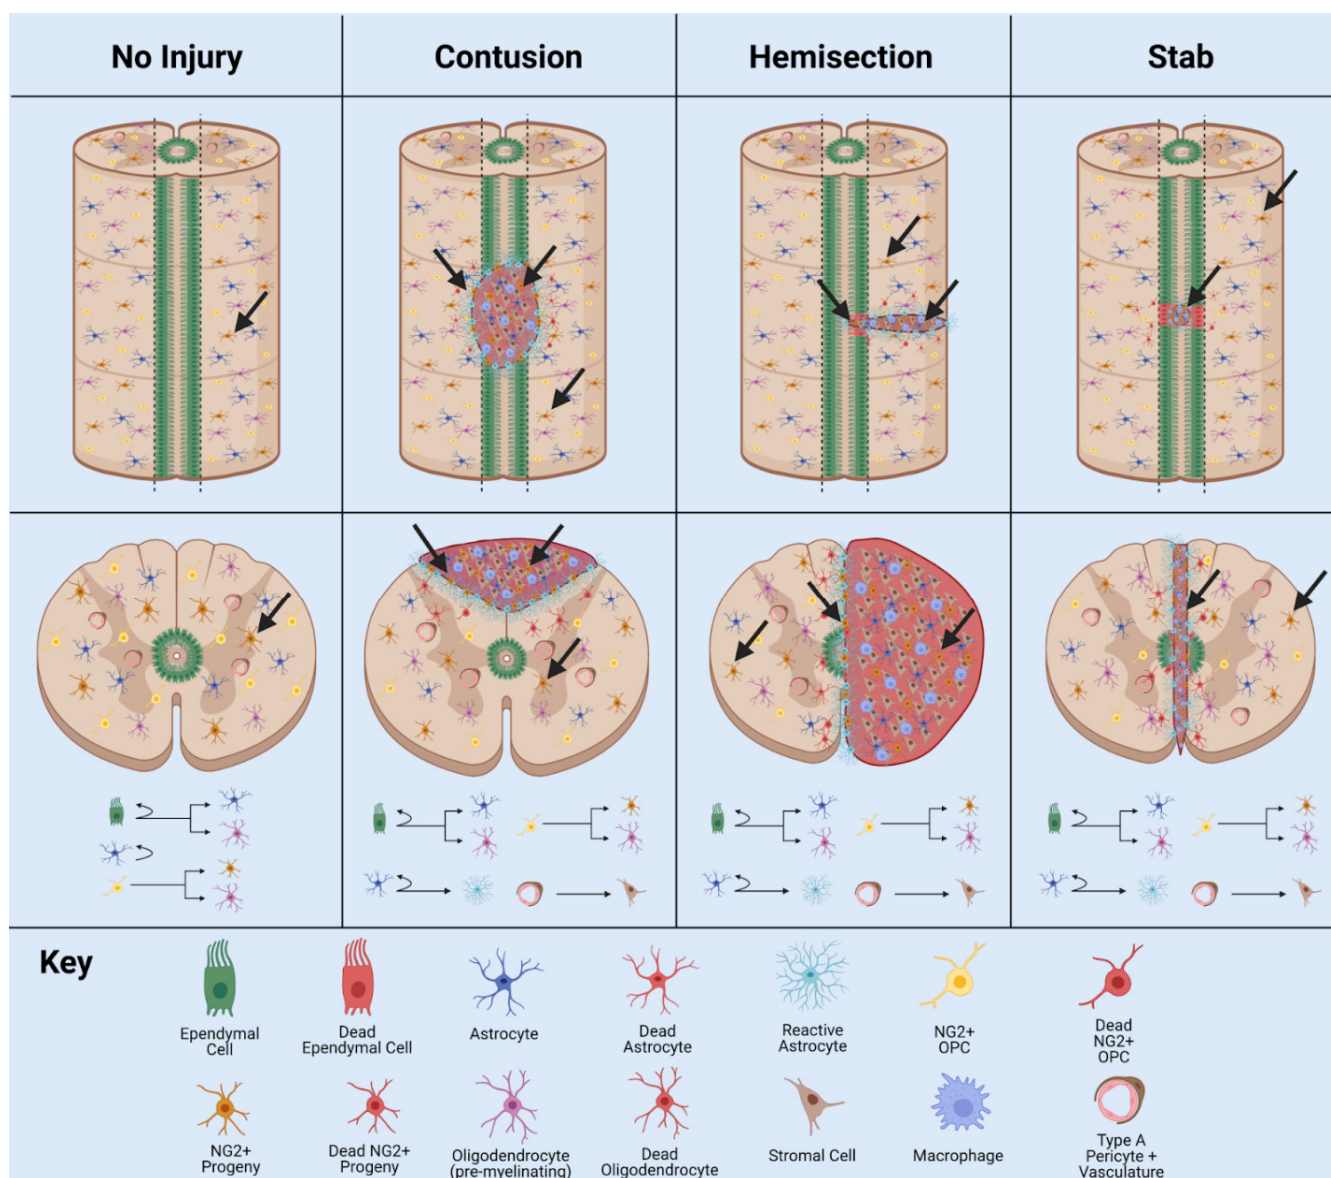 No Injury
Contusion
Hemisection
Stab
Key
Ependymal
Cell
Dead
Ependymal Cell
Astrocyte
Dead
Astrocyte
Reactive
Astrocyte
NG2+
OPC
Dead
NG2+
OPC
NG2+
Progeny
Dead NG2+
Progeny
Oligodendrocyte
(pre-myelinating)
Dead
Oligodendrocyte
Stromal Cell
Macrophage
Type A
Pericyte +
Vasculature